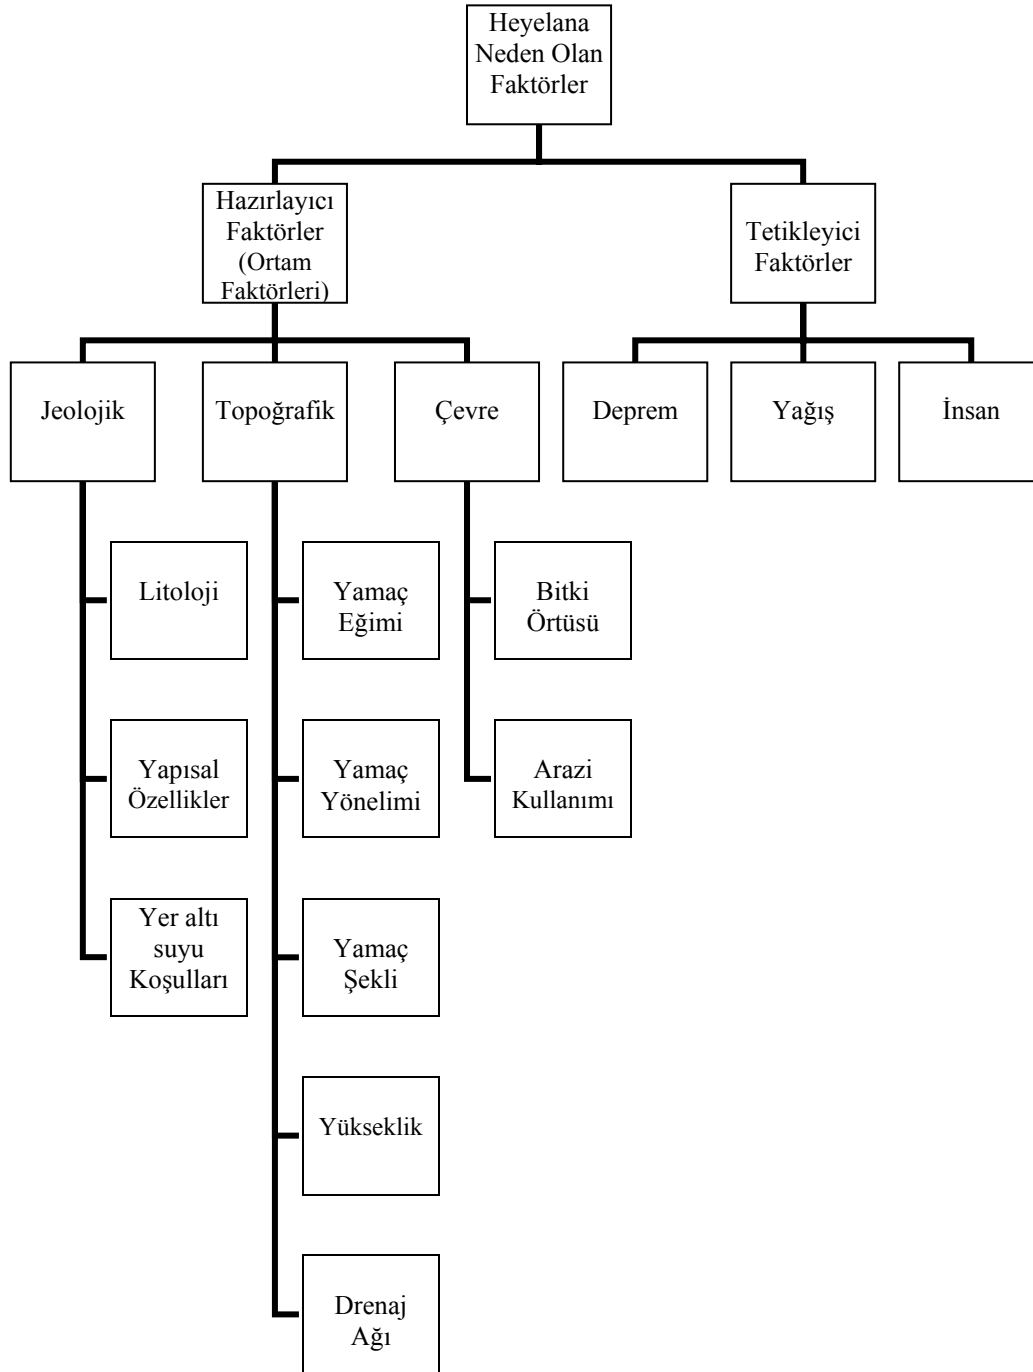 Heyelana
Neden Olan
Faktörler
Hazırlayıcı
Faktörler
(Ortam
Faktörleri)
Tetikleyici
Faktörler
Jeolojik
Topoğrafik
Çevre
Deprem
Yağış
İnsan
Litoloji
Yamaç
Eğimi
Bitki
Örtüsü
Yapısal
Özellikler
Yamaç
Yönelimi
Arazi
Kullanımı
Yer altı
suyu
Koşulları
Yamaç
Şekli
Yükseklik
Drenaj
Ağı